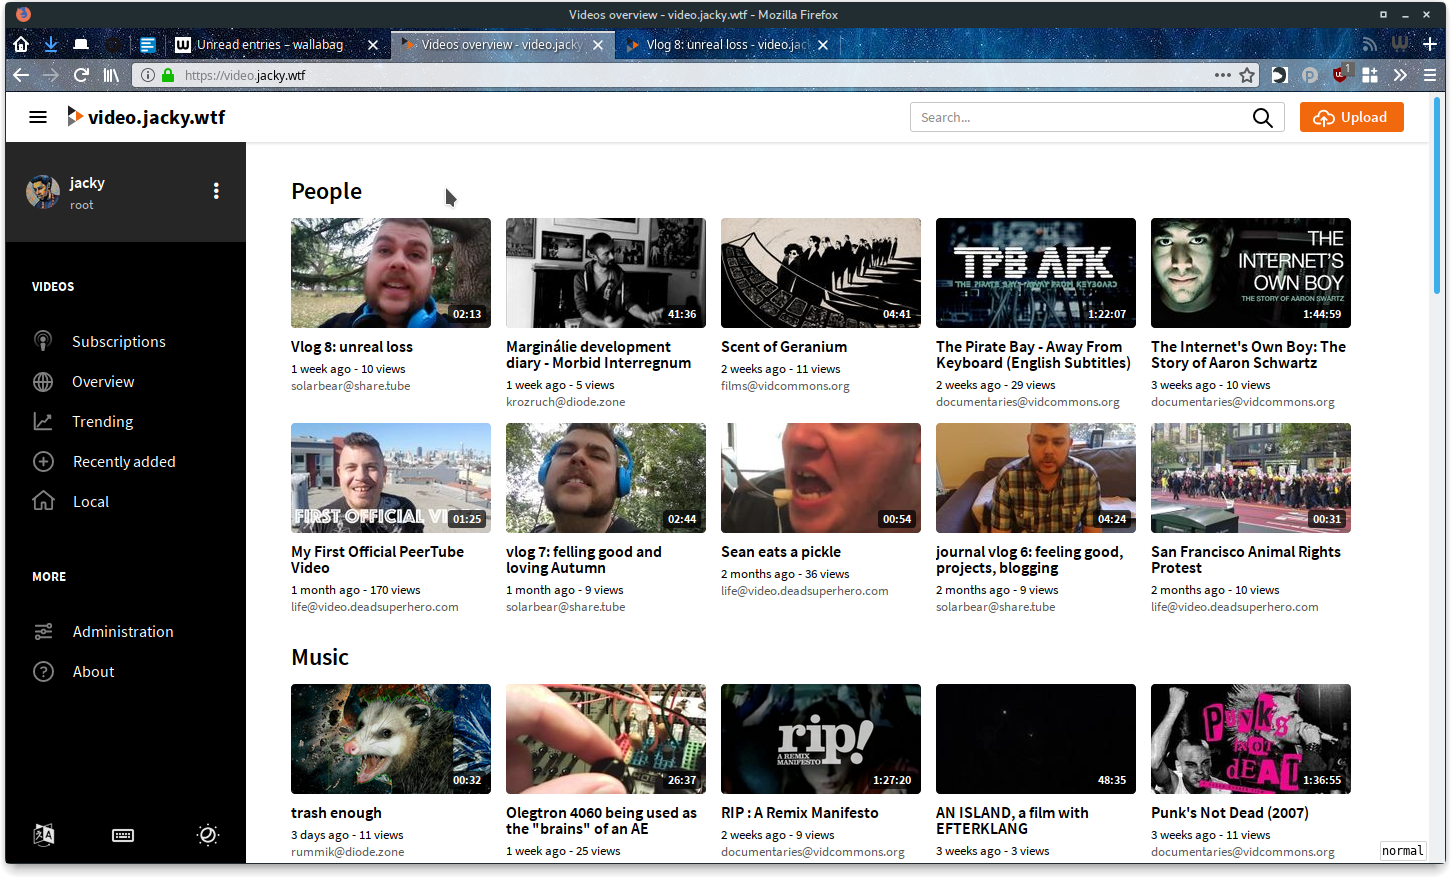 Videos overview - video.jacky.wtf - Mozilla Firefox
Unread entries – wallabag
Videos overview - video.jacky
Vlog 8: unreal loss - video.jac
https://video.jacky.wtf
1
video.jacky.wtf
Search...
Upload
jacky
root
VIDEOS
Subscriptions
Overview
Trending
Recently added
Local
MORE
Administration
About
People
02:13
Vlog 8: unreal loss
1 week ago - 10 views
solarbear@share.tube
41:36
Marginálie development
diary - Morbid Interregnum
1 week ago - 5 views
krozruch@diode.zone
04:41
Scent of Geranium
2 weeks ago - 11 views
films@vidcommons.org
TPB AFK
THE PIRATE BAY - AWAY FROM KEYBOARD
1:22:07
The Pirate Bay - Away From
Keyboard (English Subtitles)
2 weeks ago - 29 views
documentaries@vidcommons.org
THE
INTERNET'S
OWN BOY
THE STORY OF AARON SWARTZ
1:44:59
The Internet's Own Boy: The
Story of Aaron Schwartz
3 weeks ago - 10 views
documentaries@vidcommons.org
FIRST OFFICIAL VI
01:25
My First Official PeerTube
Video
1 month ago - 170 views
life@video.deadsuperhero.com
02:44
vlog 7: felling good and
loving Autumn
1 month ago - 9 views
solarbear@share.tube
00:54
Sean eats a pickle
2 months ago - 36 views
life@video.deadsuperhero.com
04:24
journal vlog 6: feeling good,
projects, blogging
2 months ago - 9 views
solarbear@share.tube
00:31
San Francisco Animal Rights
Protest
2 months ago - 10 views
life@video.deadsuperhero.com
Music
00:32
trash enough
3 days ago - 11 views
rummik@diode.zone
26:37
Olegtron 4060 being used as
the "brains" of an AE
1 week ago - 25 views
rip!
A REMIX
MANIFESTO
1:27:20
RIP : A Remix Manifesto
2 weeks ago - 9 views
documentaries@vidcommons.org
48:35
AN ISLAND, a film with
EFTERKLANG
3 weeks ago - 3 views
PUNK'S
NOT
DEAD
1:36:55
Punk's Not Dead (2007)
3 weeks ago - 11 views
documentaries@vidcommons.org
normal